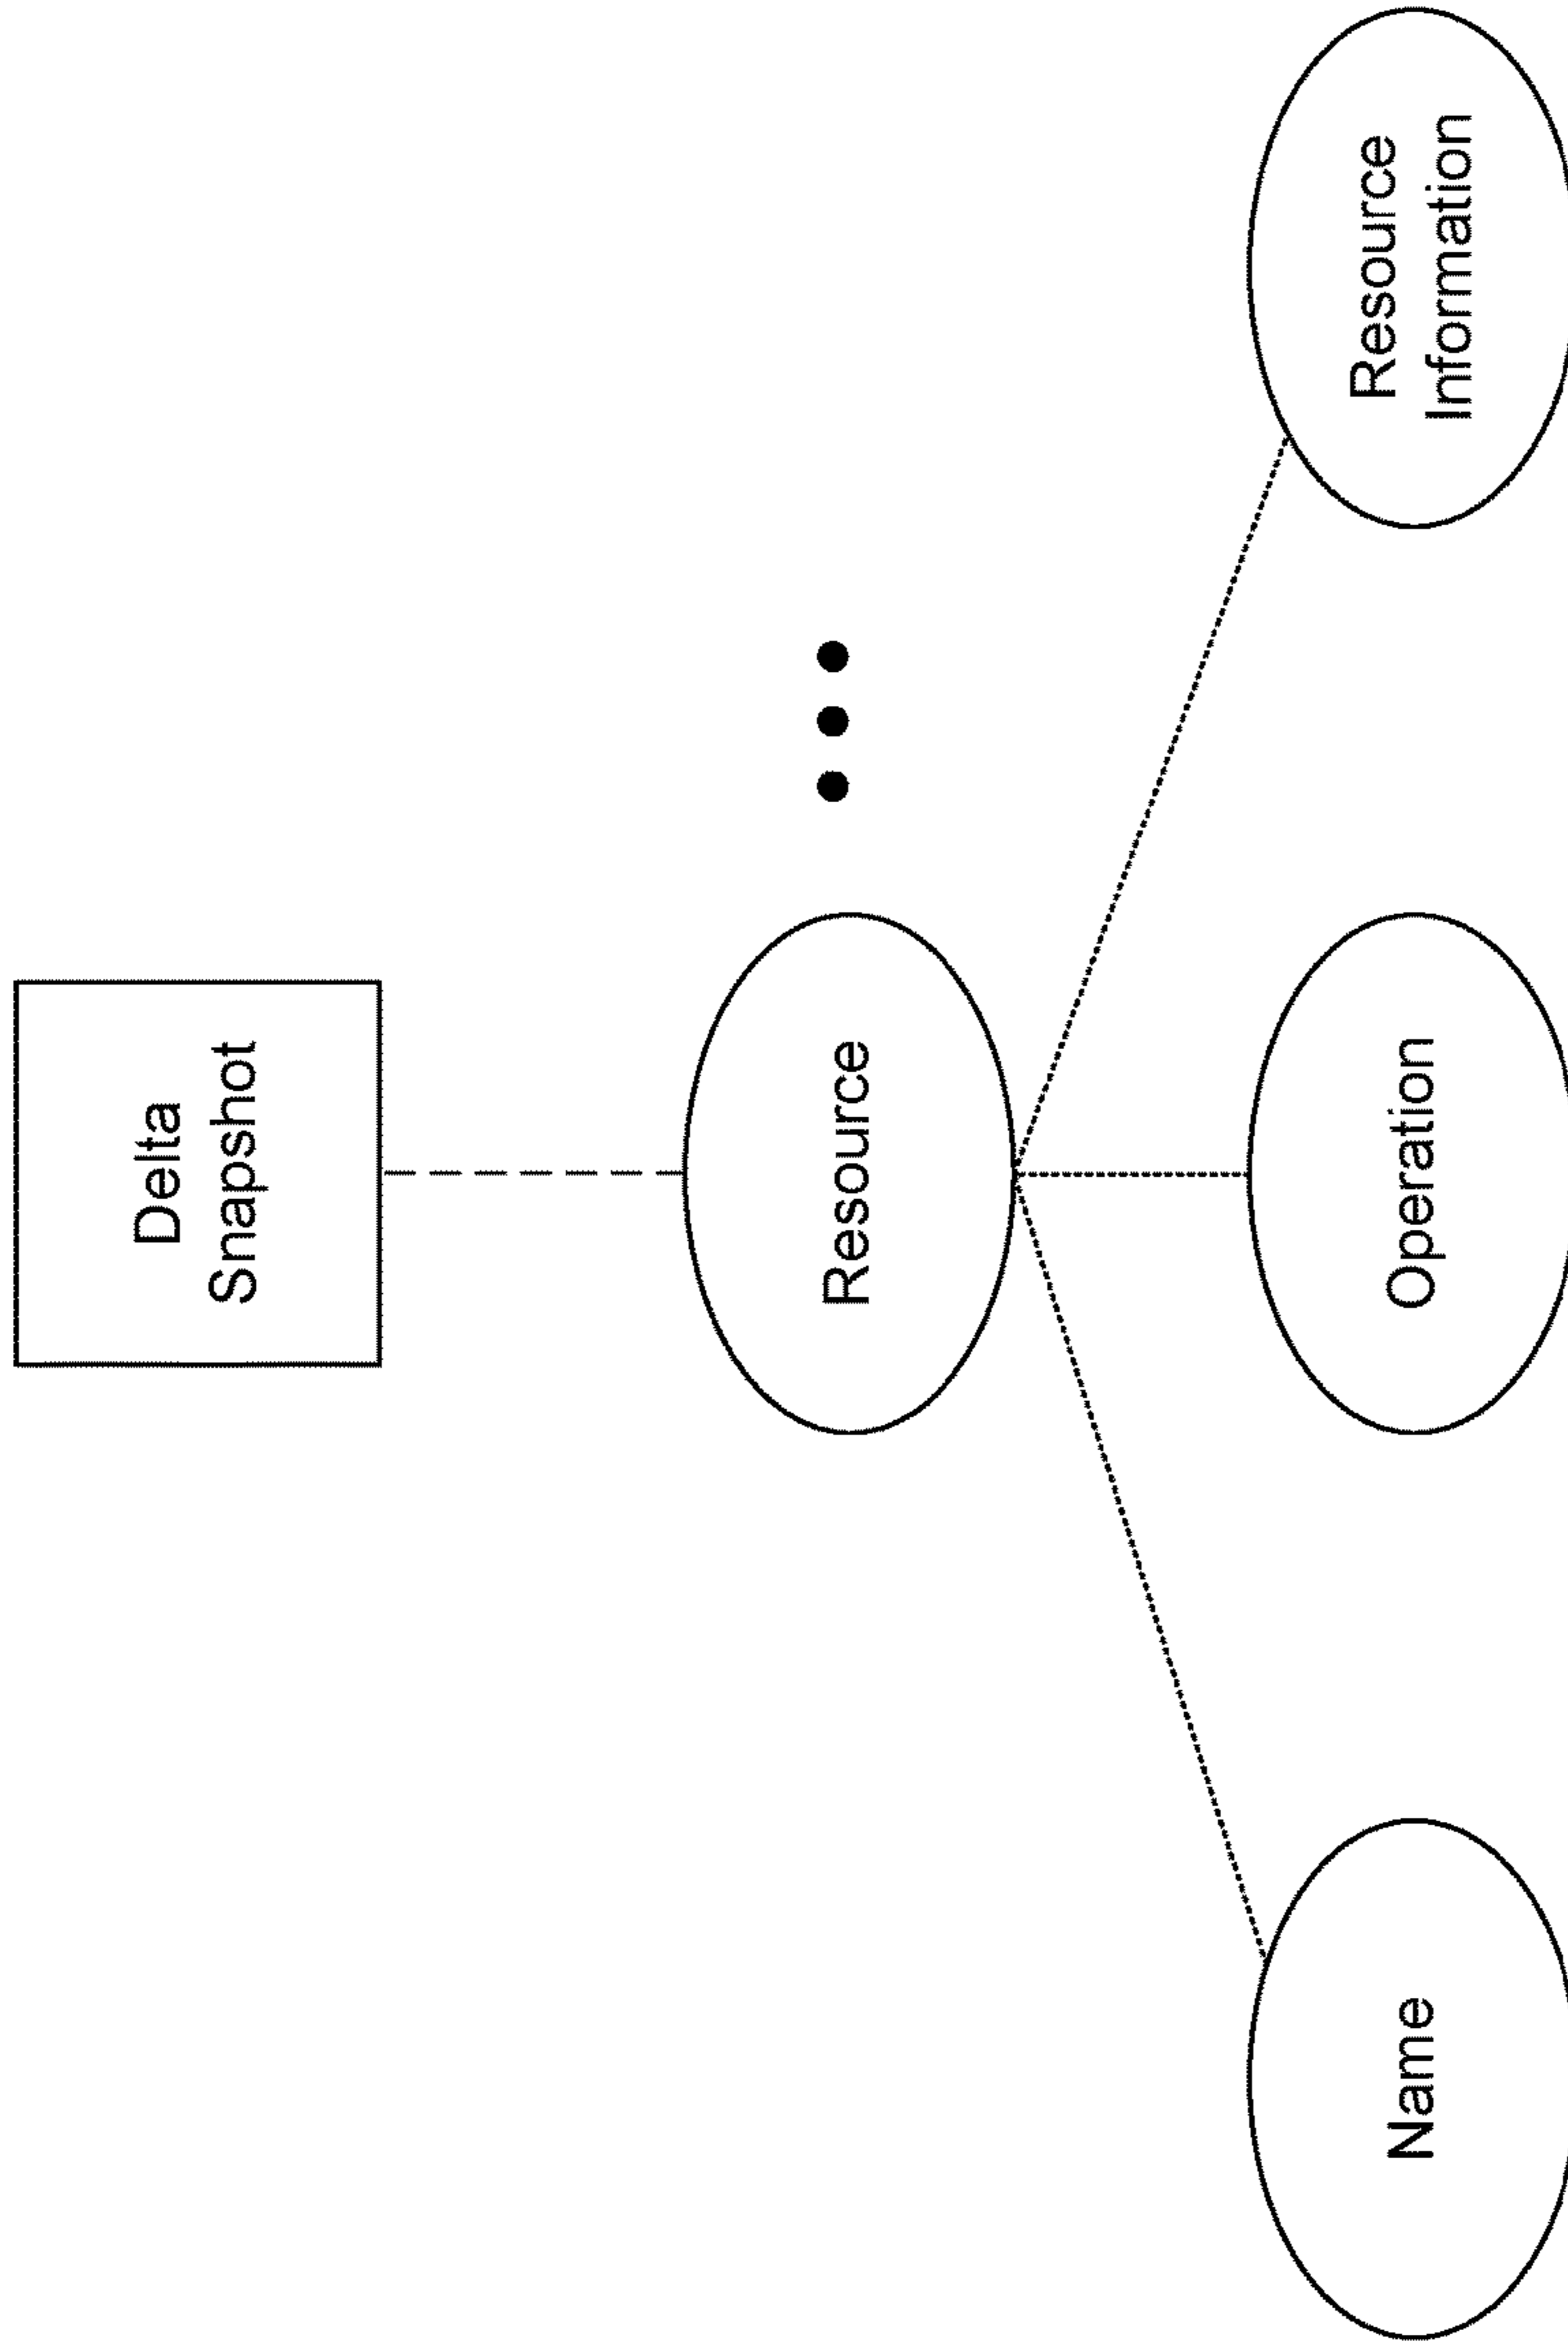 Delta
Snapshot
Resource
Name
Operation
Resource
Information